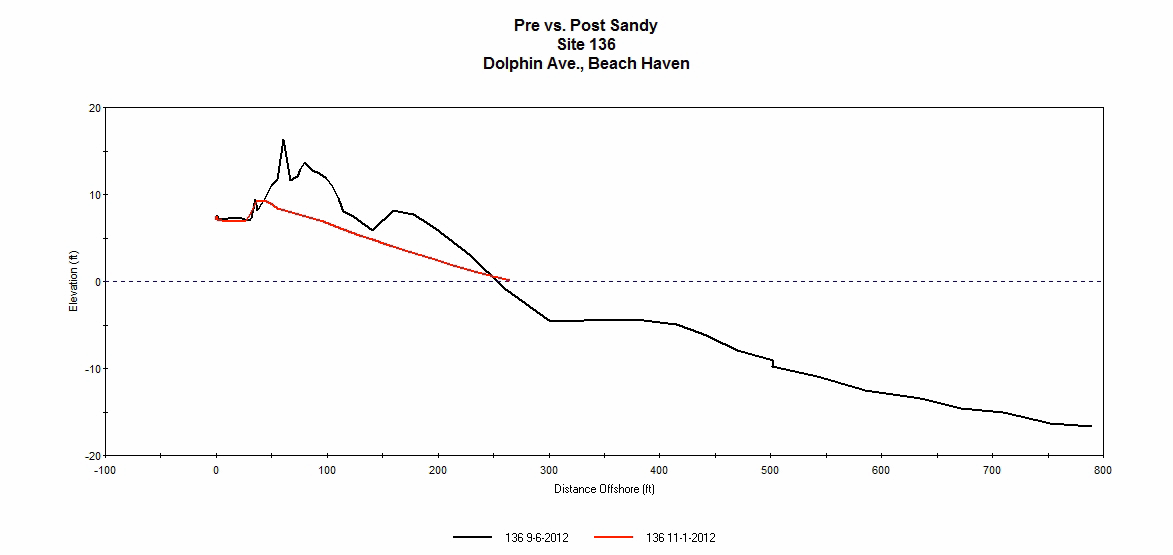 Pre vs. Post Sandy
Site 136
Dolphin Ave., Beach Haven
20
10
0
-10
-20
Elevation (ft)
-100 0 100 200 300 400 500 600 700 800
Distance Offshore (ft)
136 9-6-2012 136 11-1-2012